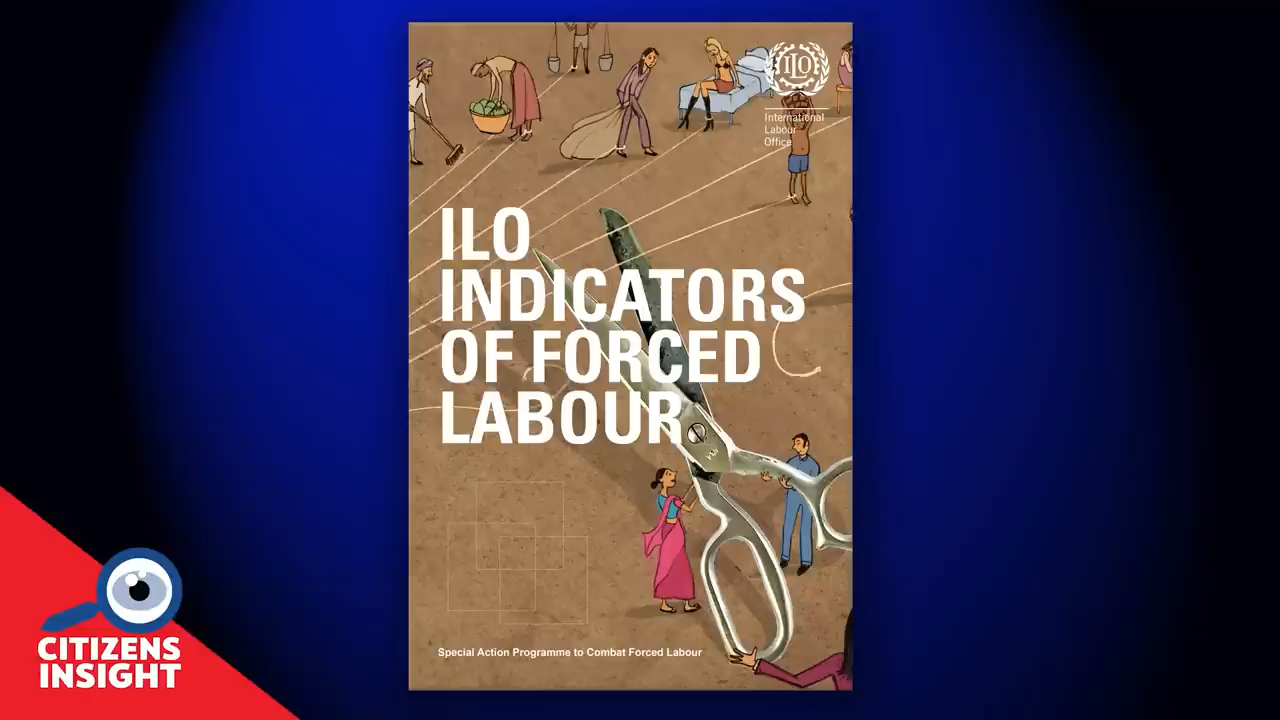 ILO
International
Labour
Office
ILO
INDICATORS
OF FORCED
LABOUR
Special Action Programme to Combat Forced Labour
CITIZENS
INSIGHT